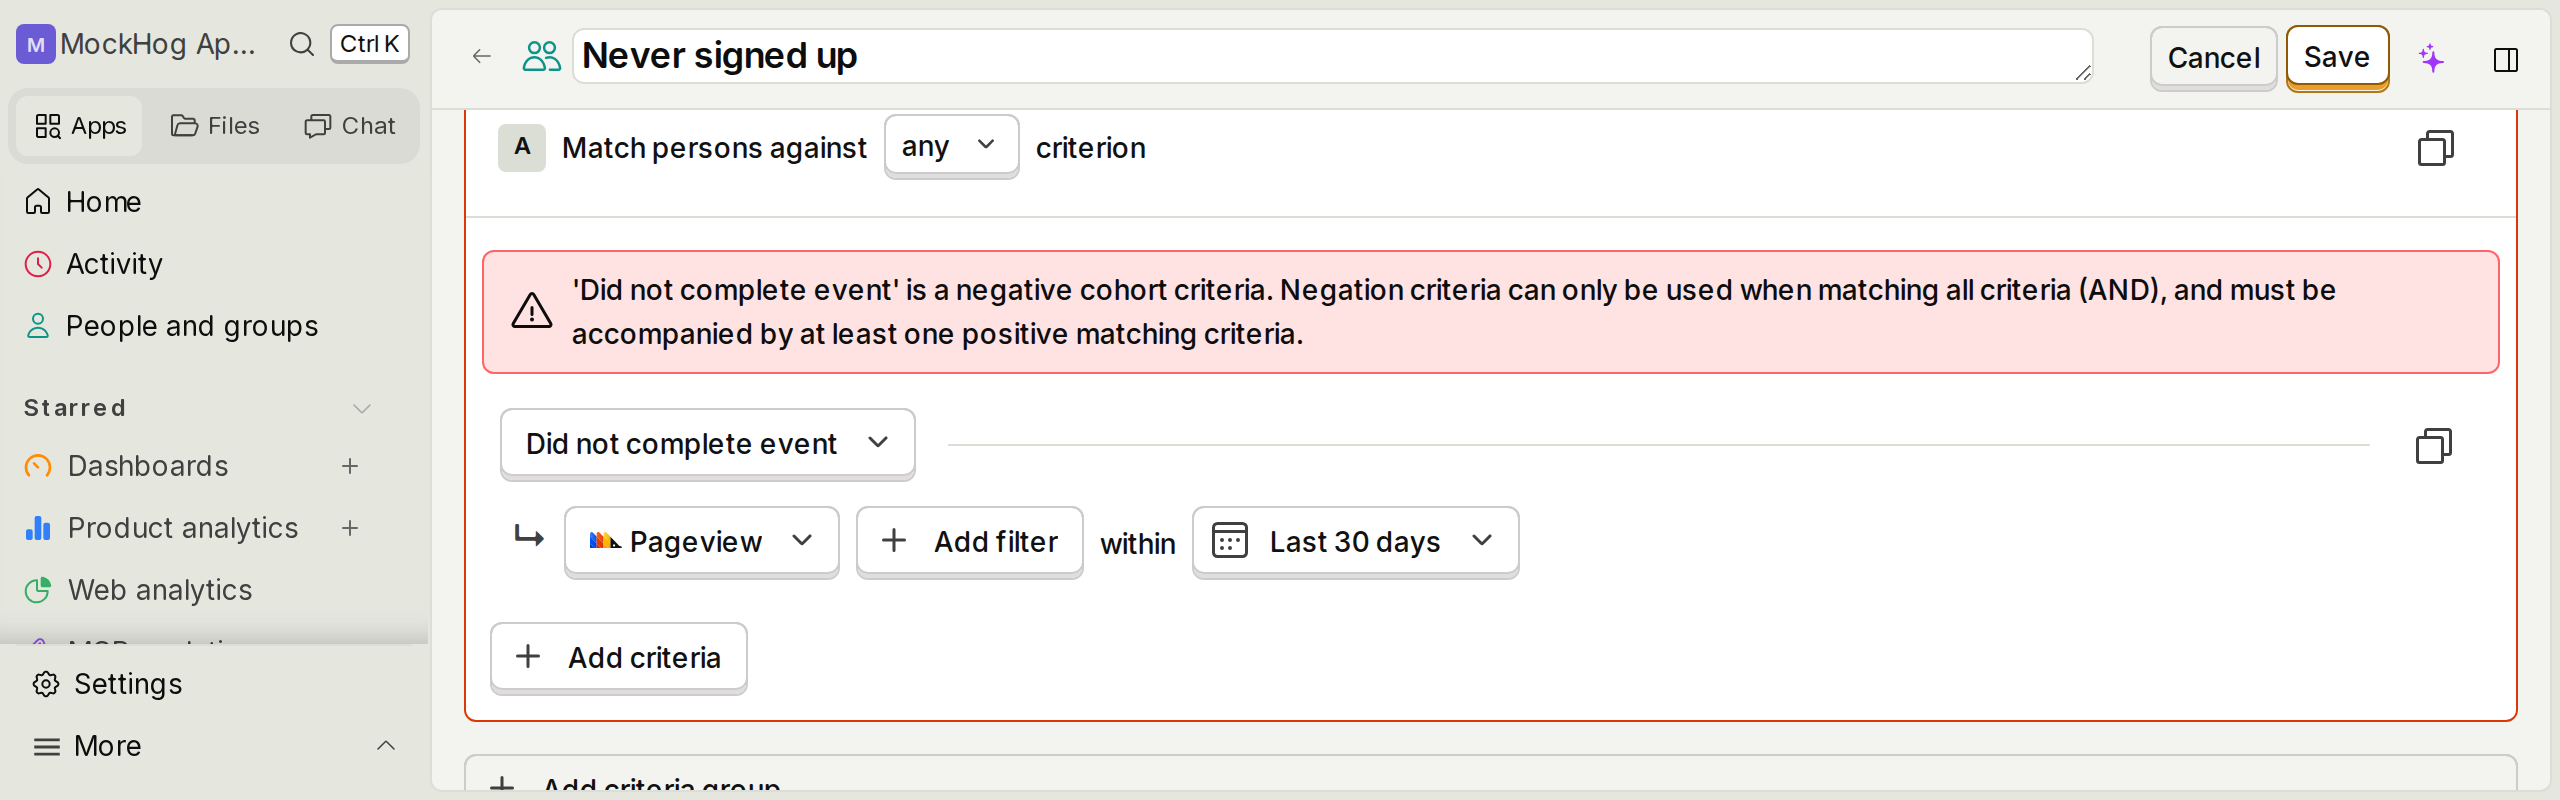 M MockHog Ap... Ctrl K
Apps Files Chat
Home
Activity
People and groups
Starred
Dashboards
Product analytics
Web analytics
Settings
More
Never signed up
Cancel
Save
A Match persons against any criterion
'Did not complete event' is a negative cohort criteria. Negation criteria can only be used when matching all criteria (AND), and must be
accompanied by at least one positive matching criteria.
Did not complete event
Pageview Add filter within Last 30 days
Add criteria
Add criteria group